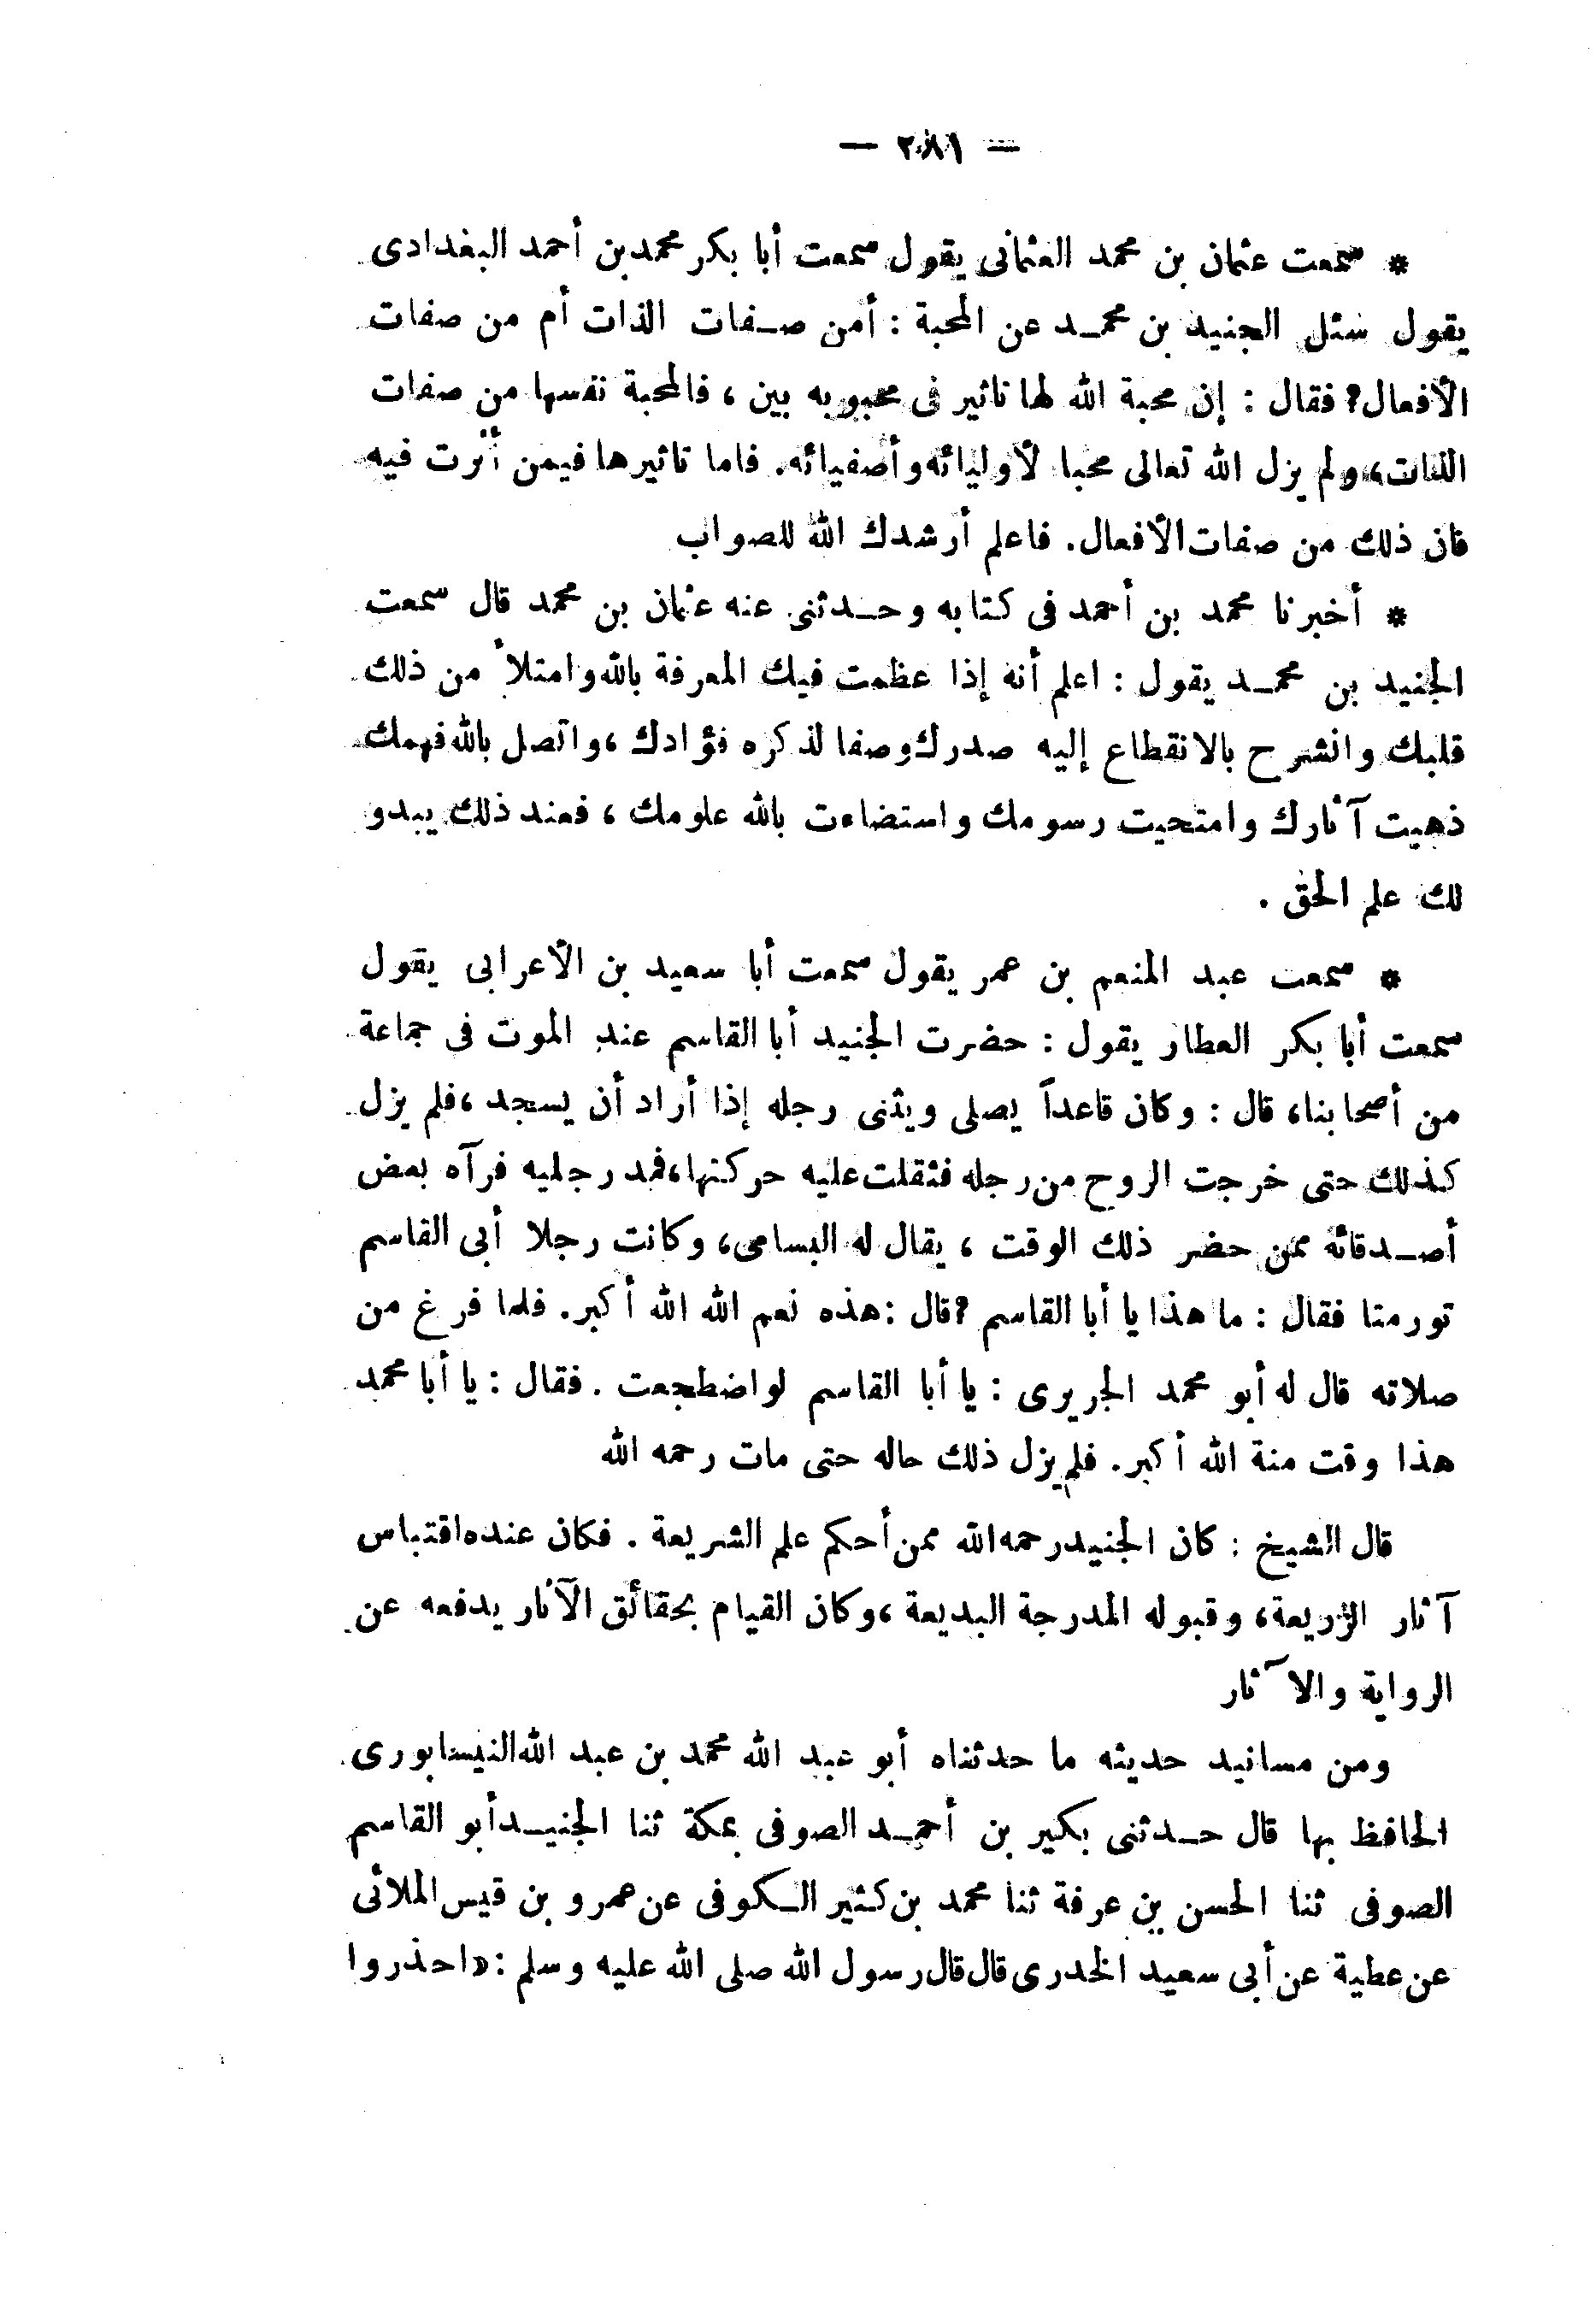 — ٢٨١ —
* سمعت عثمان بن محمد العثمانى يقول سمعت أبا بكر محمد بن أحمد البغدادى
يقول سئل الجنيد بن محمد عن المحبة : أمن صفات الذات أم من صفات
الأفعال؟ فقال : إن محبة الله لها تاثير فى محبوبه بين ، فالمحبة نفسها من صفات
الذات، ولم يزل الله تعالى محبا لأوليائه وأصفيائه. فاما تاثيرها فيمن أثرت فيه
فان ذلك من صفات الأفعال. فاعلم أرشدك الله للصواب
* أخبرنا محمد بن أحمد فى كتابه وحدثنى عنه عثمان بن محمد قال سمعت
الجنيد بن محمد يقول : اعلم أنه إذا عظمت فيك المعرفة بالله وامتلأ من ذلك
قلبك وانشرح بالانقطاع إليه صدرك وصفا لذكره فؤادك ، واتصل بالله فهمك
ذهبت آثارك وامتحيت رسومك واستضاءت بالله علومك ، فعند ذلك يبدو
لك علم الحق .
* سمعت عبد المنعم بن عمر يقول سمعت أبا سعيد بن الأعرابى يقول
سمعت أبا بكر العطار يقول : حضرت الجنيد أبا القاسم عند الموت فى جماعة
من أصحابنا، قال : وكان قاعداً يصلى ويثنى رجله إذا أراد أن يسجد ، فلم يزل
كذلك حتى خرجت الروح من رجله فثقلت عليه حركتها، فمد رجليه فرآه بعض
أصدقائه ممن حضر ذلك الوقت ، يقال له البسامى، وكانت رجلا أبى القاسم
تورمتا فقال : ما هذا يا أبا القاسم ؟ قال : هذه نعم الله الله أكبر. فلما فرغ من
صلاته قال له أبو محمد الجريرى : يا أبا القاسم لو اضطجعت . فقال : يا أبا محمد
هذا وقت منة الله أكبر. فلم يزل ذلك حاله حتى مات رحمه الله
قال الشيخ : كان الجنيد رحمه الله ممن أحكم علم الشريعة . فكان عنده اقتباس
آثار الذريعة، وقبوله المدرجة البديعة ، وكان القيام بحقائق الآثار يدفعه عن
الرواية والآثار
ومن مسانيد حديثه ما حدثناه أبو عبد الله محمد بن عبد الله النيسابورى
الحافظ بها قال حدثنى بكير بن أحمد الصوفى بمكة ثنا الجنيد أبو القاسم
الصوفى ثنا الحسن بن عرفة ثنا محمد بن كثير الكوفى عن عمرو بن قيس الملائى
عن عطية عن أبى سعيد الخدرى قال قال رسول الله صلى الله عليه وسلم : «احذروا